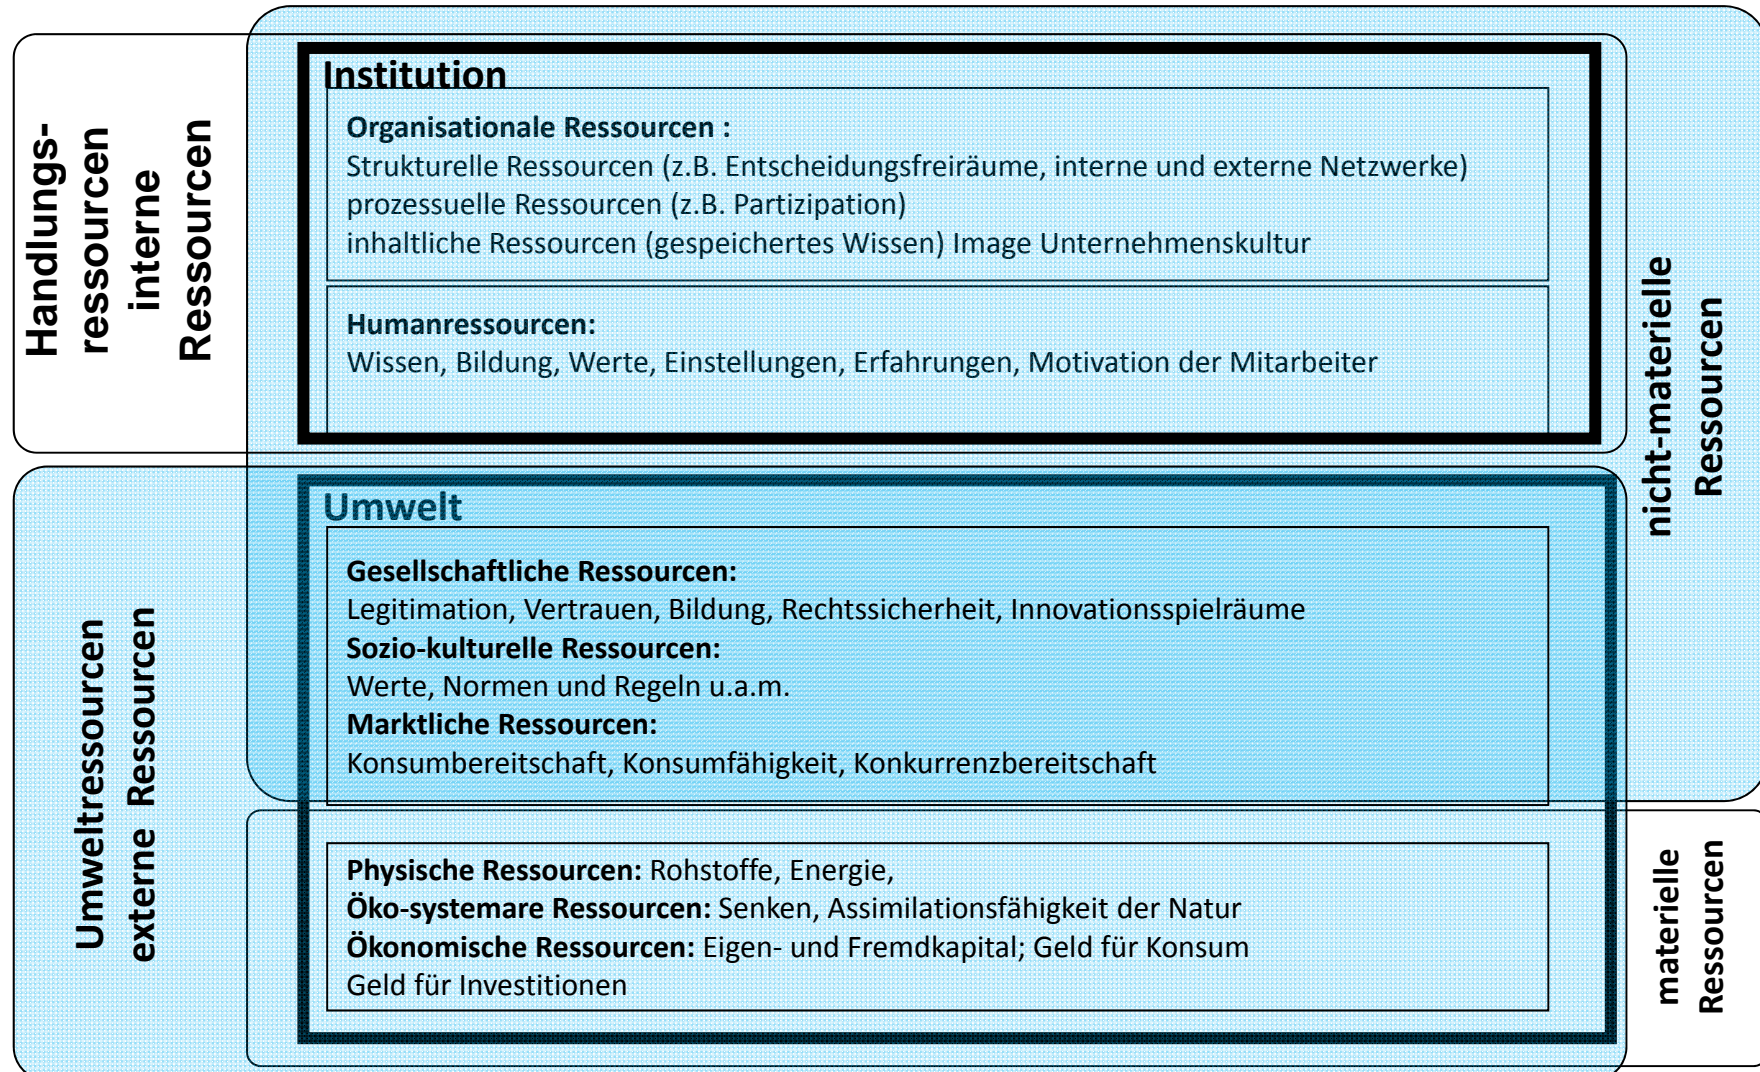 Handlungs-
ressourcen
interne
Ressourcen
Institution
Organisationale Ressourcen :
Strukturelle Ressourcen (z.B. Entscheidungsfreiräume, interne und externe Netzwerke)
prozessuelle Ressourcen (z.B. Partizipation)
inhaltliche Ressourcen (gespeichertes Wissen) Image Unternehmenskultur
Humanressourcen:
Wissen, Bildung, Werte, Einstellungen, Erfahrungen, Motivation der Mitarbeiter
nicht-materielle
Ressourcen
Umweltressourcen
externe Ressourcen
Umwelt
Gesellschaftliche Ressourcen:
Legitimation, Vertrauen, Bildung, Rechtssicherheit, Innovationsspielräume
Sozio-kulturelle Ressourcen:
Werte, Normen und Regeln u.a.m.
Marktliche Ressourcen:
Konsumbereitschaft, Konsumfähigkeit, Konkurrenzbereitschaft
Physische Ressourcen: Rohstoffe, Energie,
Öko-systemare Ressourcen: Senken, Assimilationsfähigkeit der Natur
Ökonomische Ressourcen: Eigen- und Fremdkapital; Geld für Konsum
Geld für Investitionen
materielle
Ressourcen